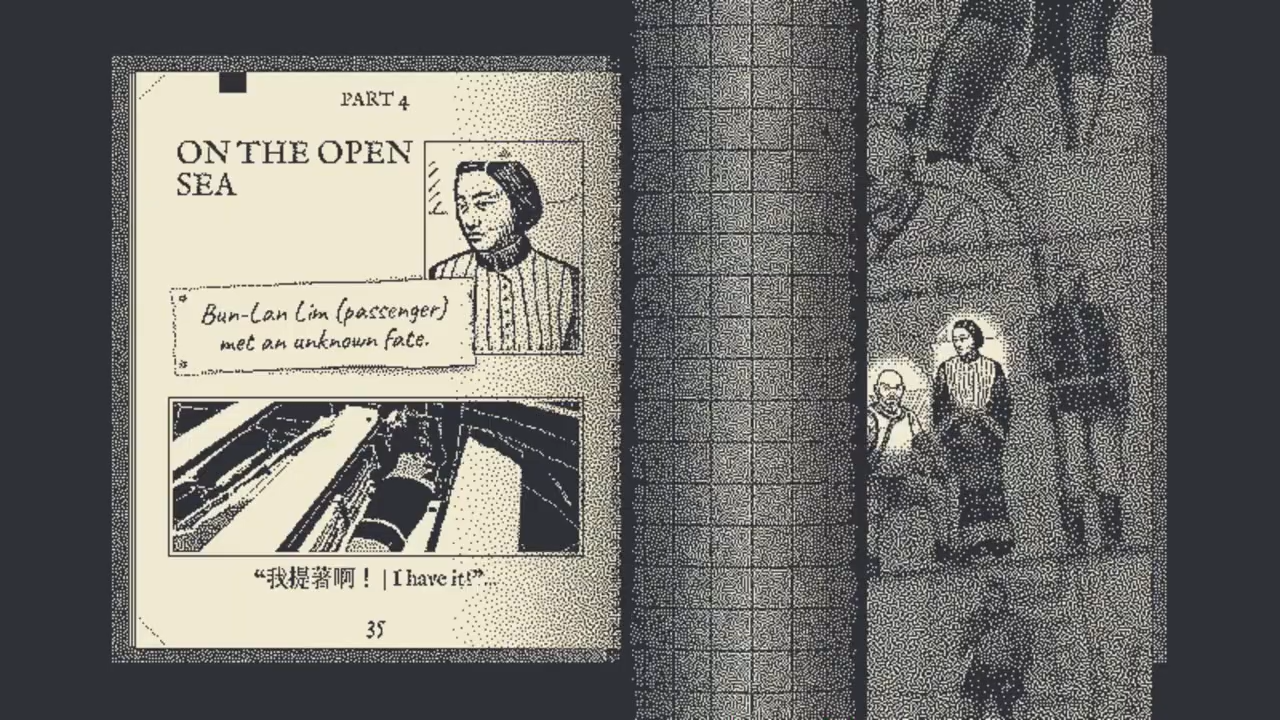 PART 4
ON THE OPEN
SEA
Bun-Lan Lim (passenger)
met an unknown fate.
“我提著啊！ | I have it!”...
35